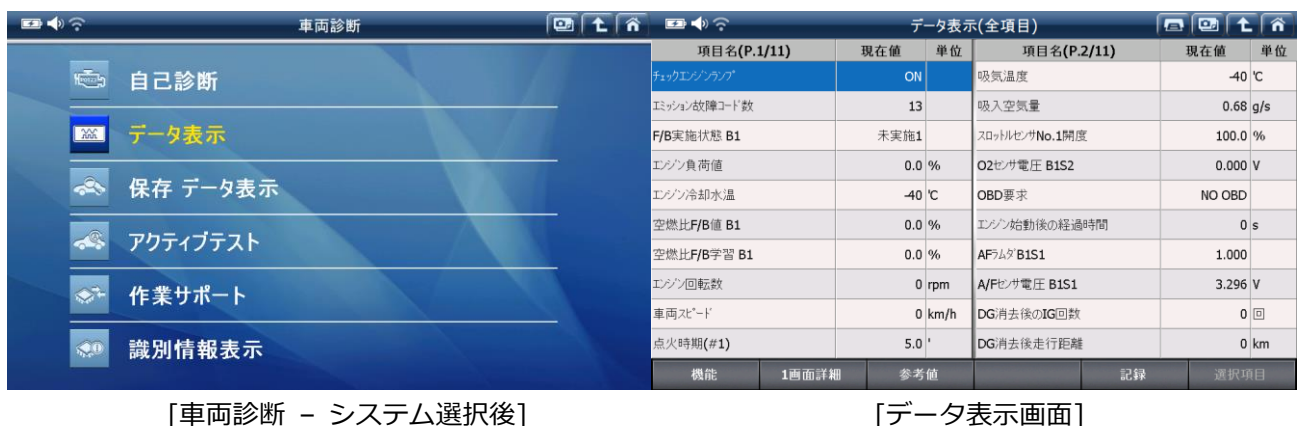 車両診断
自己診断
データ表示
保存 データ表示
アクティブテスト
作業サポート
識別情報表示
[車両診断 – システム選択後]
データ表示(全項目)
項目名(P.1/11) 現在値 単位 項目名(P.2/11) 現在値 単位
ﾁｪｯｸｴﾝｼﾞﾝﾗﾝﾌﾟ ON 吸気温度 -40 ℃
ｴﾐｯｼｮﾝ故障ｺｰﾄﾞ数 13 吸入空気量 0.68 g/s
F/B実施状態 B1 未実施1 ｽﾛｯﾄﾙｾﾝｻNo.1開度 100.0 %
ｴﾝｼﾞﾝ負荷値 0.0 % O2ｾﾝｻ電圧 B1S2 0.000 V
ｴﾝｼﾞﾝ冷却水温 -40 ℃ OBD要求 NO OBD
空燃比F/B値 B1 0.0 % ｴﾝｼﾞﾝ始動後の経過時間 0 s
空燃比F/B学習 B1 0.0 % AFﾗﾑﾀﾞB1S1 1.000
ｴﾝｼﾞﾝ回転数 0 rpm A/Fｾﾝｻ電圧 B1S1 3.296 V
車両ｽﾋﾟｰﾄﾞ 0 km/h DG消去後のIG回数 0 回
点火時期(#1) 5.0 ' DG消去後走行距離 0 km
機能 1画面詳細 参考値 記録 選択項目
[データ表示画面]